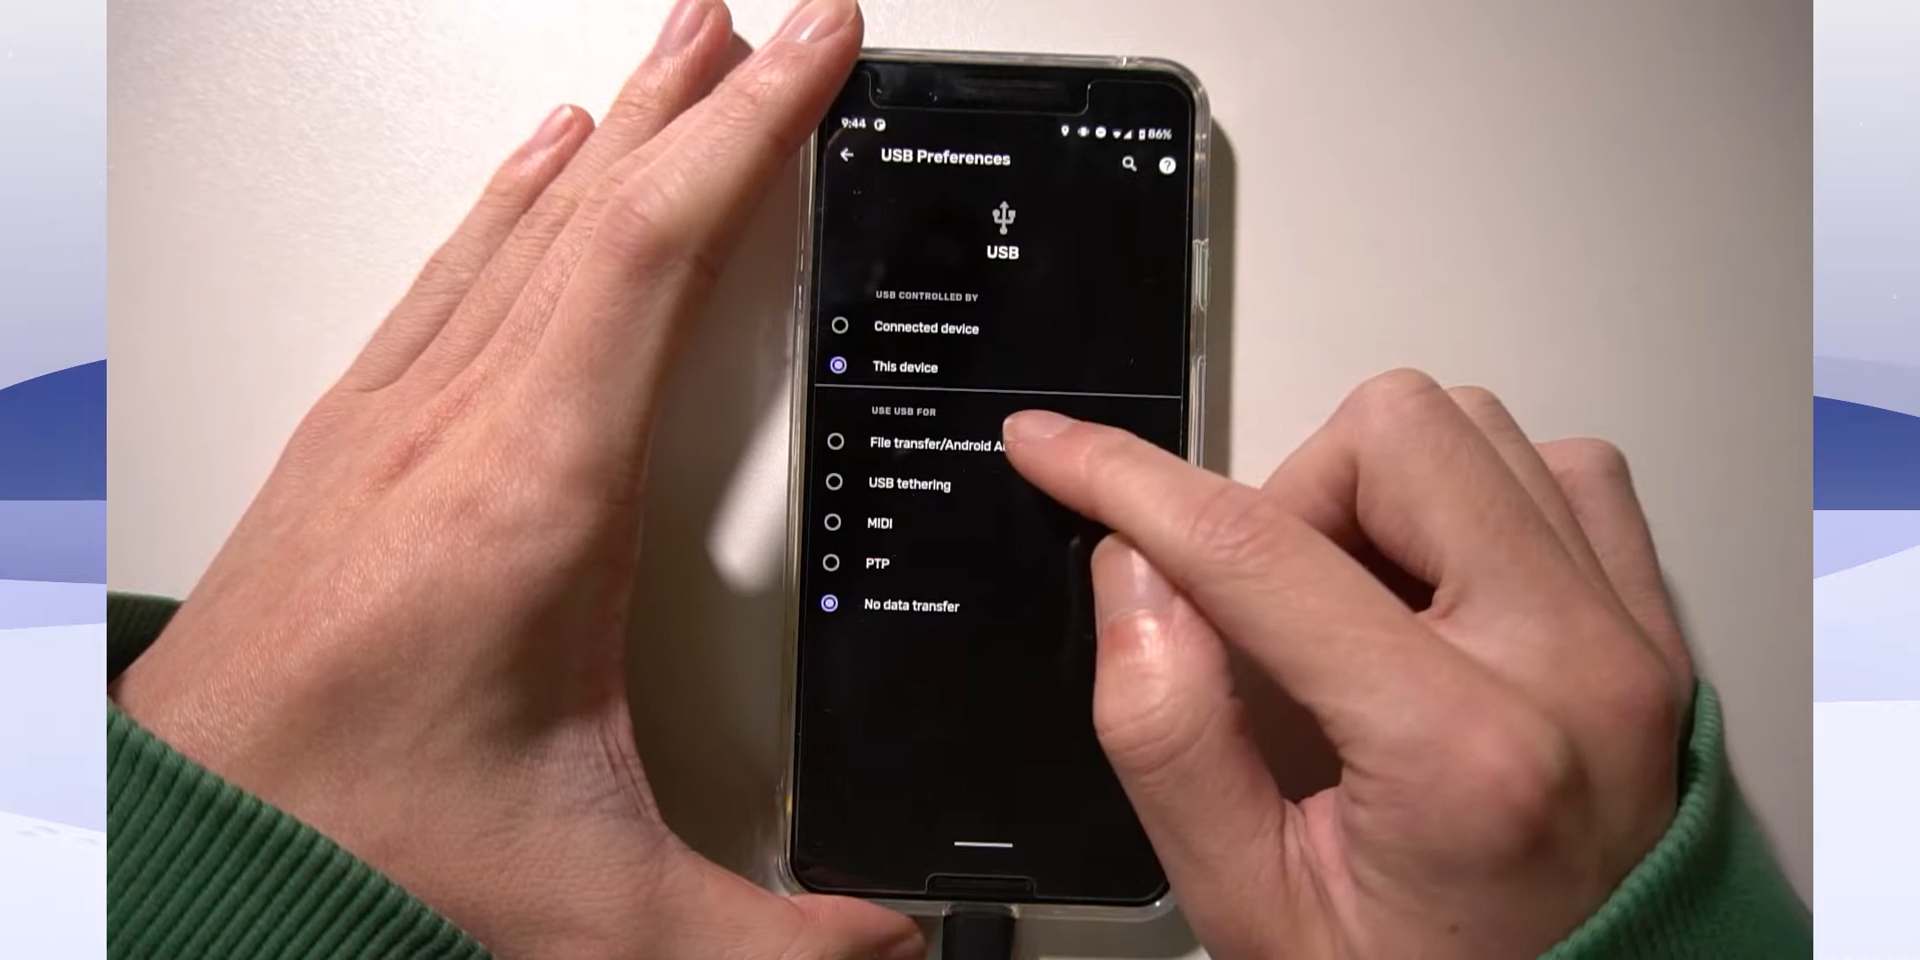 9:44
86%
USB Preferences
USB
USB CONTROLLED BY
Connected device
This device
USE USB FOR
File transfer/Android
USB tethering
MIDI
PTP
No data transfer